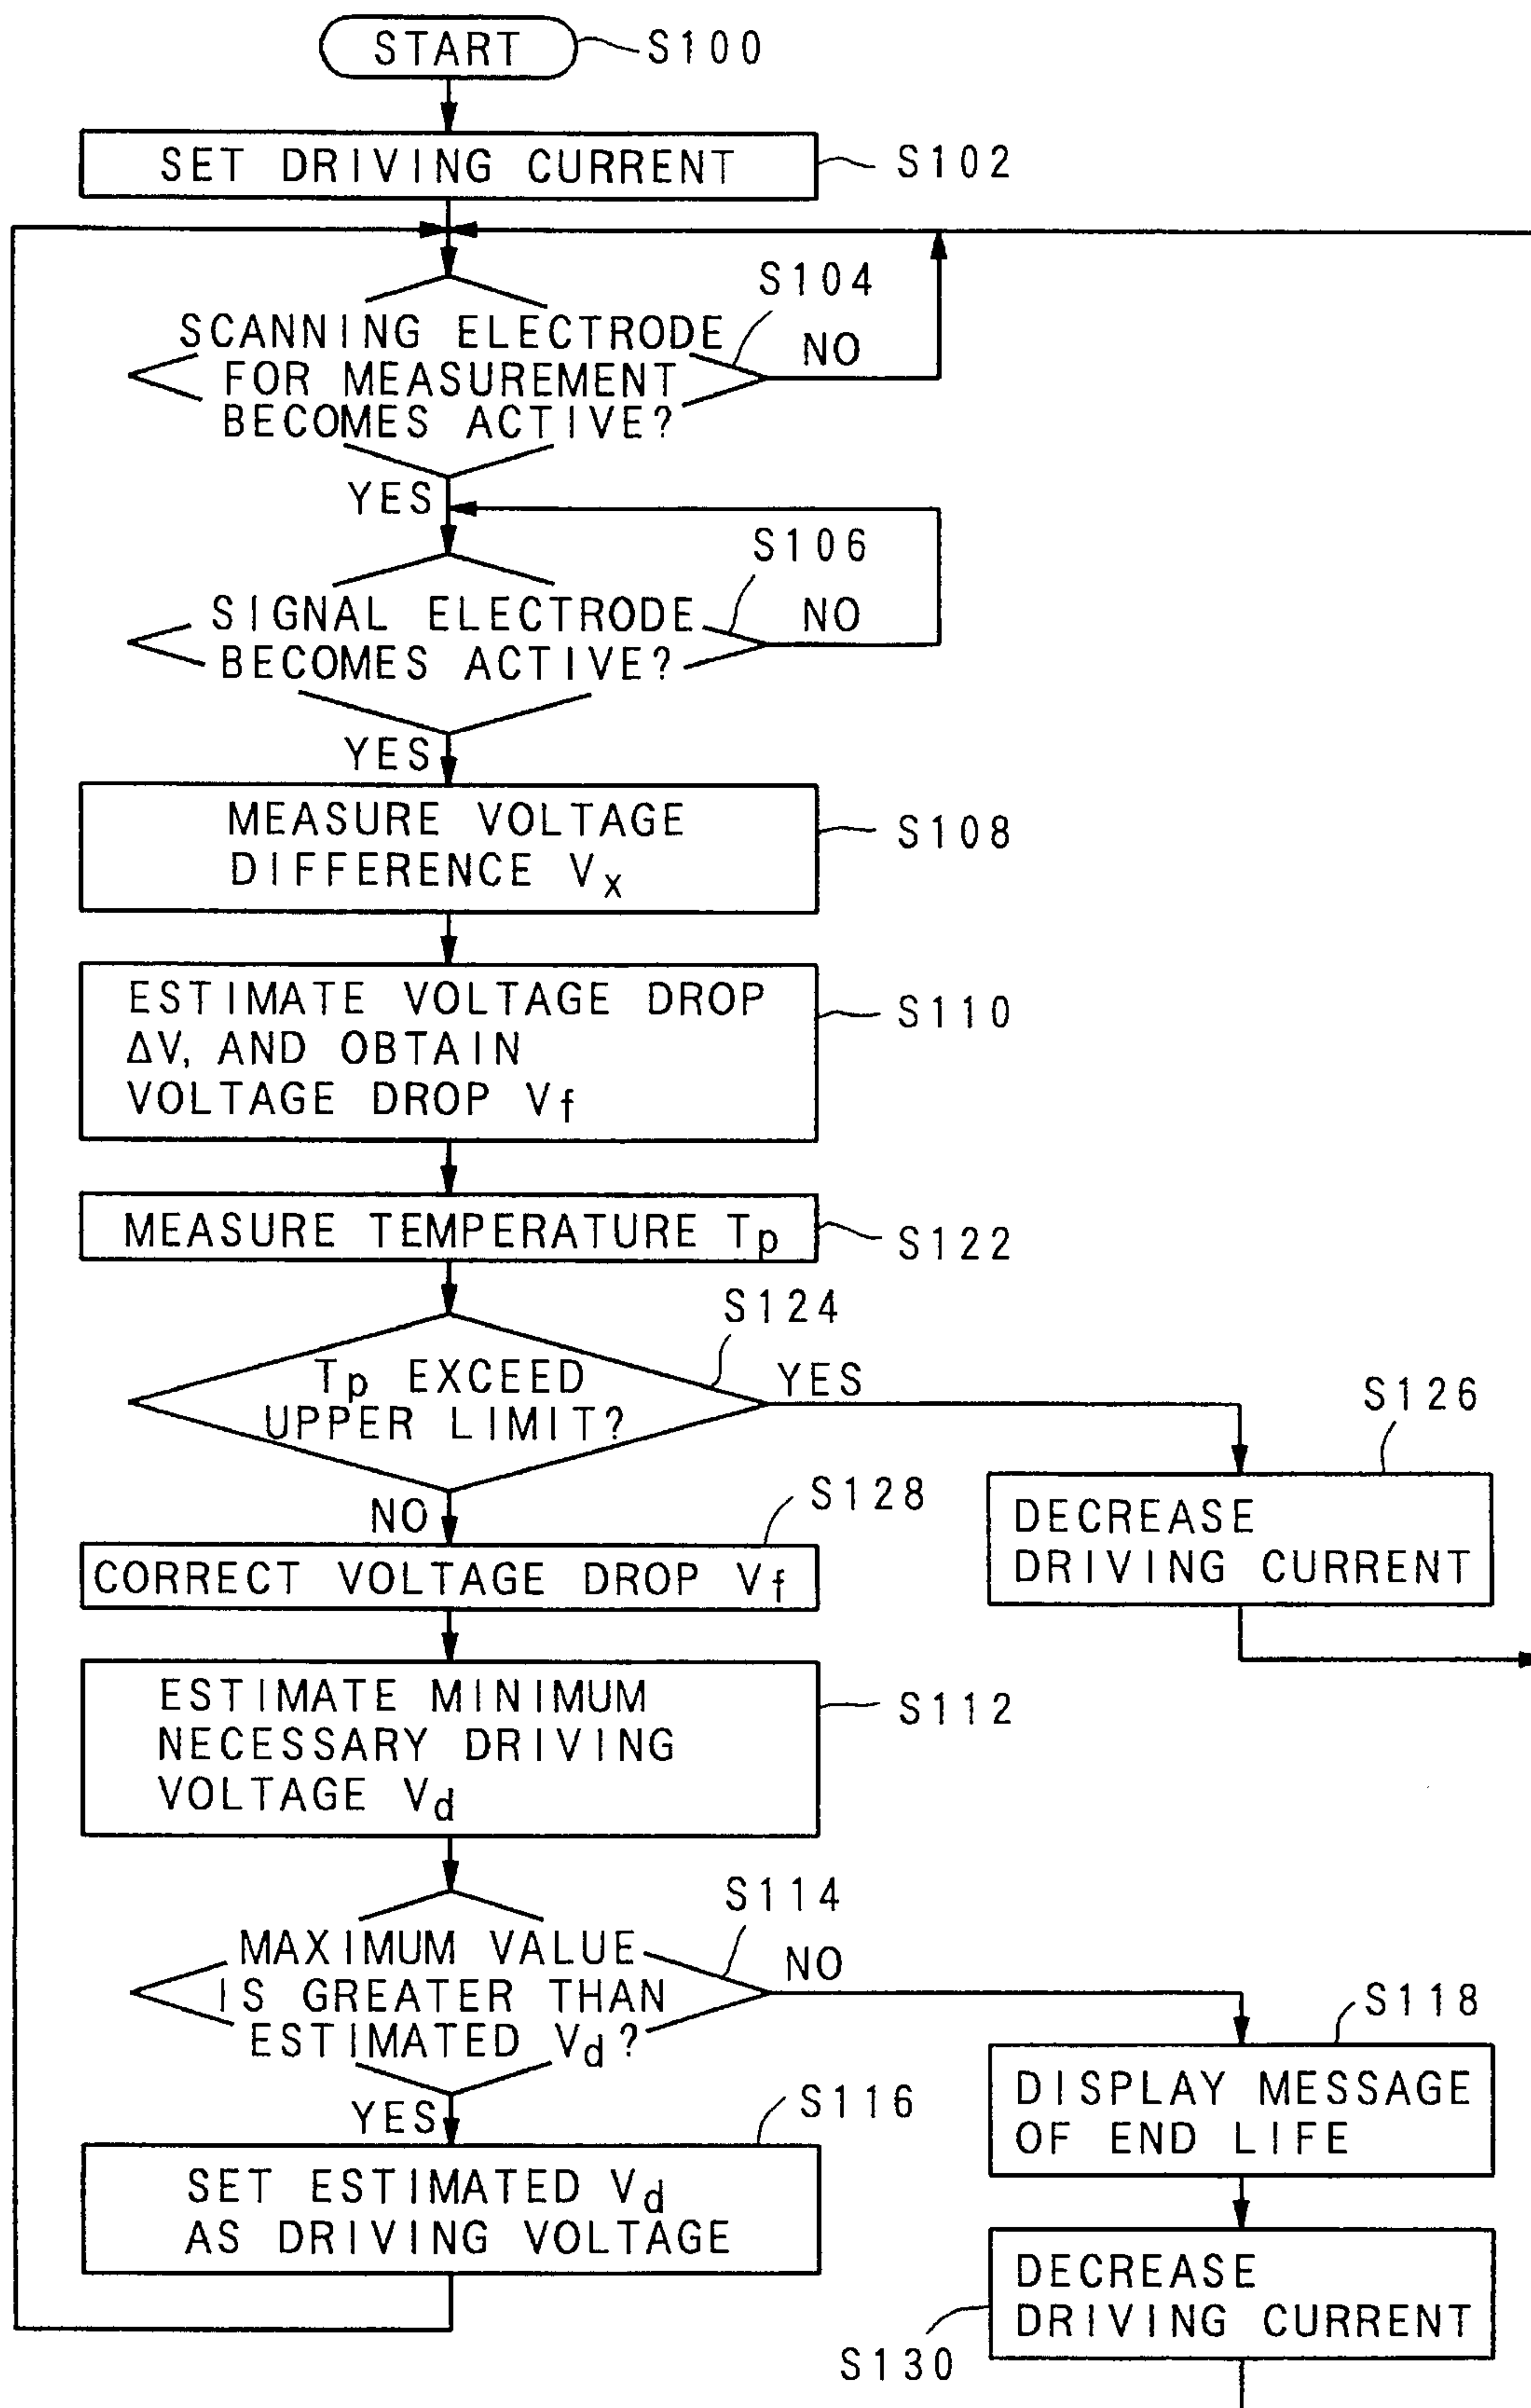 START
S100
SET DRIVING CURRENT
S102
S104
SCANNING ELECTRODE
FOR MEASUREMENT
BECOMES ACTIVE?
NO
YES
S106
SIGNAL ELECTRODE
BECOMES ACTIVE?
NO
YES
MEASURE VOLTAGE
DIFFERENCE Vx
S108
ESTIMATE VOLTAGE DROP
ΔV, AND OBTAIN
VOLTAGE DROP Vf
S110
MEASURE TEMPERATURE Tp
S122
S124
Tp EXCEED
UPPER LIMIT?
YES
S126
DECREASE
DRIVING CURRENT
NO
S128
CORRECT VOLTAGE DROP Vf
ESTIMATE MINIMUM
NECESSARY DRIVING
VOLTAGE Vd
S112
S114
MAXIMUM VALUE
IS GREATER THAN
ESTIMATED Vd?
NO
S118
DISPLAY MESSAGE
OF END LIFE
YES
S116
SET ESTIMATED Vd
AS DRIVING VOLTAGE
DECREASE
DRIVING CURRENT
S130